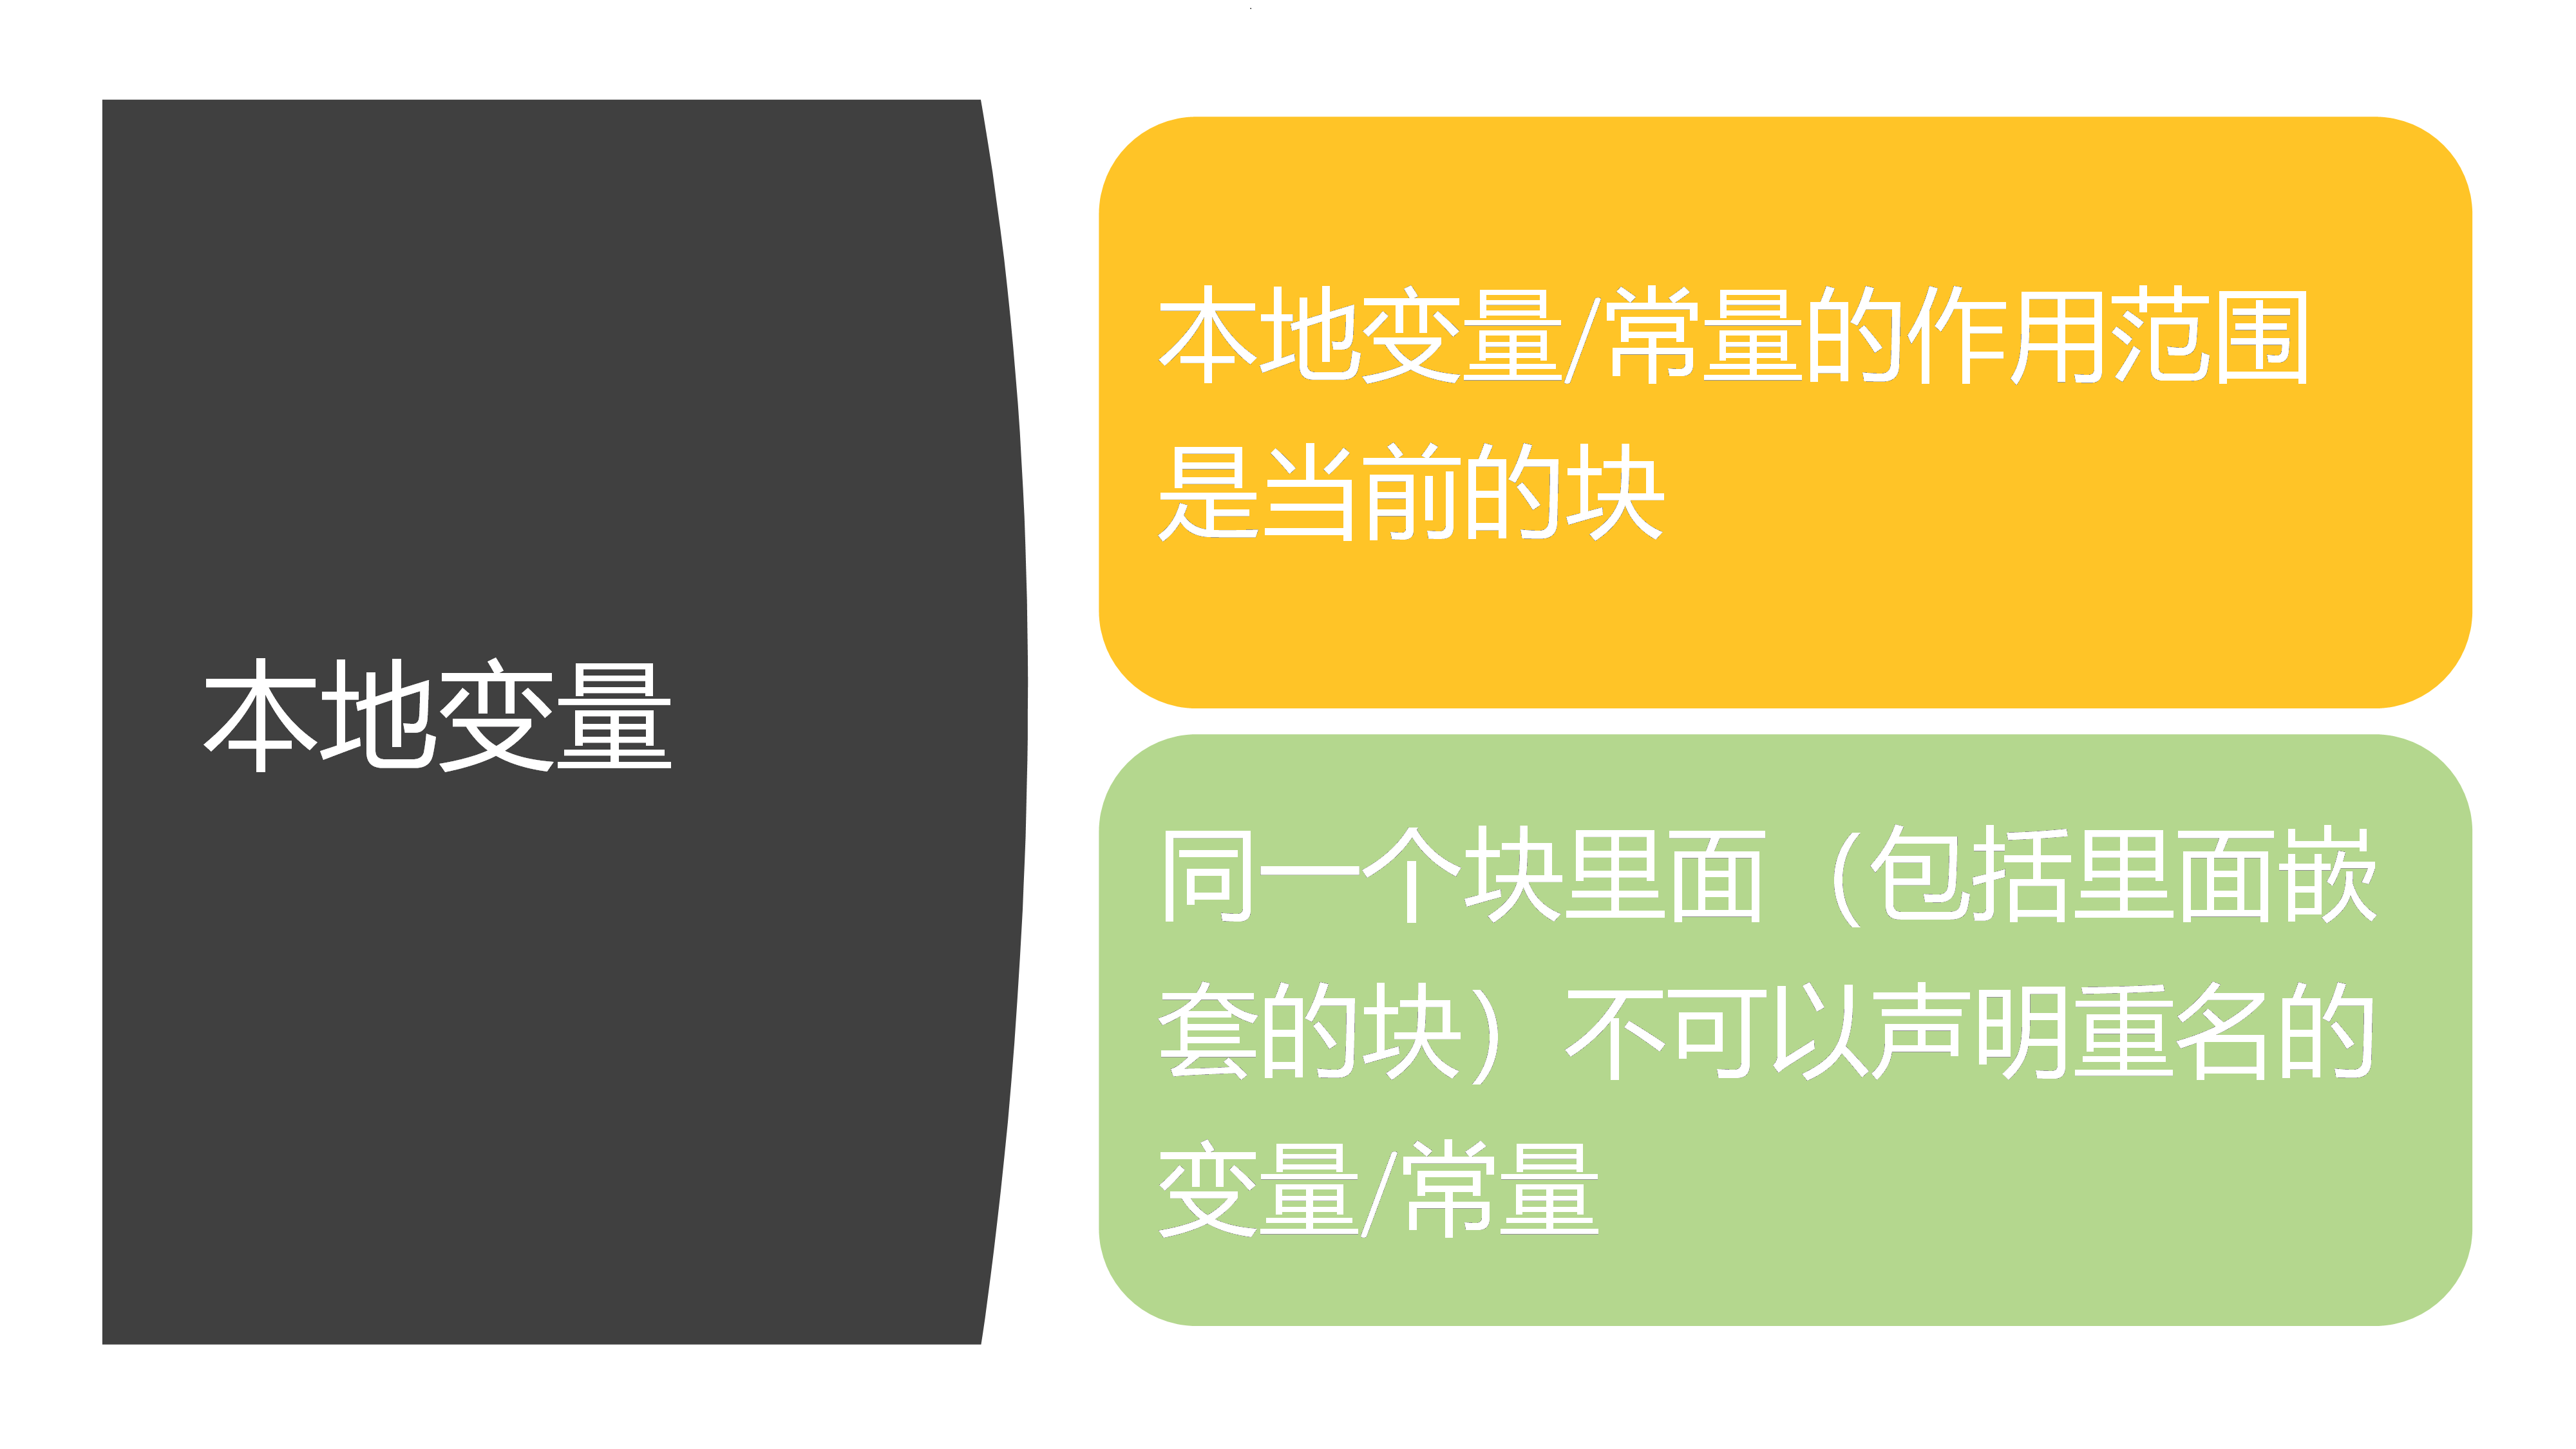 本地变量
本地变量/常量的作用范围
是当前的块
同一个块里面（包括里面嵌
套的块）不可以声明重名的
变量/常量